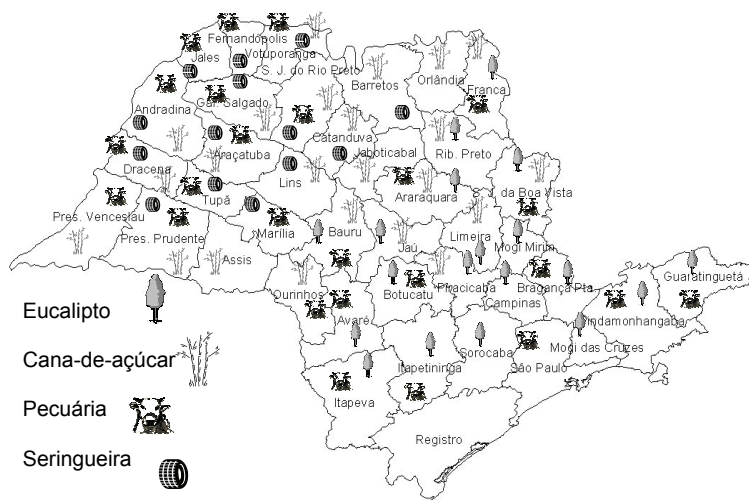 Fernandópolis
Votuporanga
Jales
S. J. do Rio Preto
Barretos
Orlândia
Franca
Gal. Salgado
Andradina
Catanduva
Araçatuba
Jaboticabal
Rib. Preto
Dracena
Lins
Araraquara
S. J. da Boa Vista
Tupã
Pres. Venceslau
Pres. Prudente
Marília
Bauru
Jaú
Limeira
Mogi Mirim
Assis
Ourinhos
Botucatu
Piracicaba
Bragança Pta
Campinas
Guaratinguetá
Pindamonhangaba
Avaré
Itapetininga
Sorocaba
São Paulo
Mogi das Cruzes
Itapeva
Registro
Eucalipto
Cana-de-açúcar
Pecuária
Seringueira